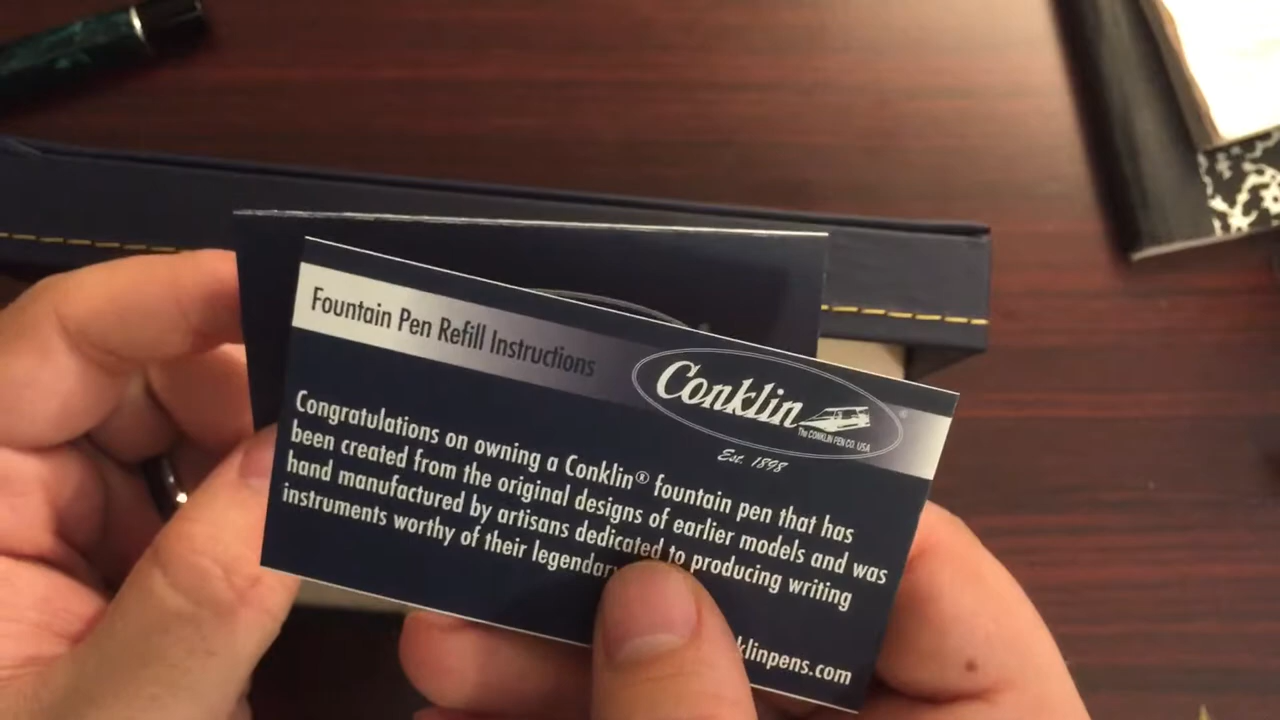 Fountain Pen Refill Instructions
Conklin
The CONKLIN PEN CO. USA
Est. 1898
Congratulations on owning a Conklin® fountain pen that has
been created from the original designs of earlier models and was
hand manufactured by artisans dedicated to producing writing
instruments worthy of their legendary
klinpens.com